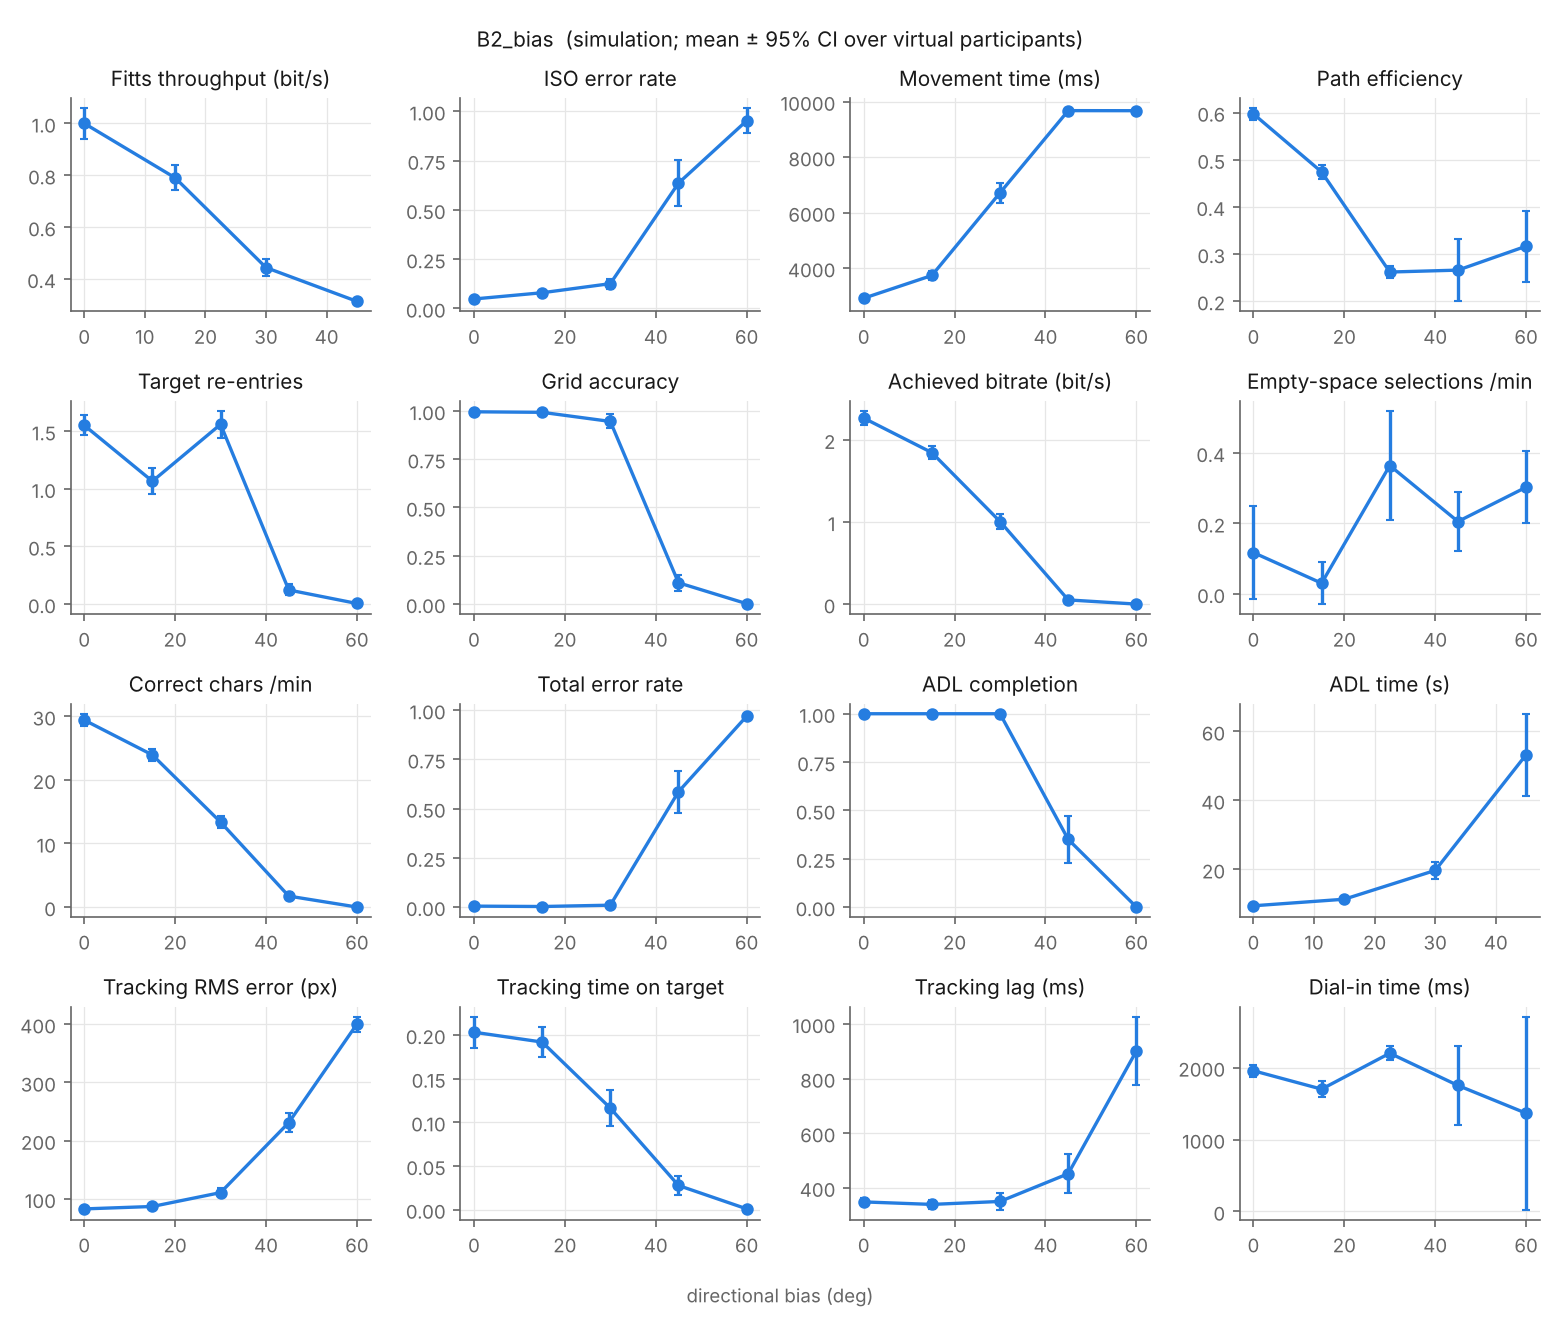 B2_bias  (simulation; mean ± 95% CI over virtual participants)
Fitts throughput (bit/s)
ISO error rate
Movement time (ms)
Path efficiency
1.0
0.8
0.6
0.4
0 10 20 30 40
1.00
0.75
0.50
0.25
0.00
0 20 40 60
10000
8000
6000
4000
0 20 40 60
0.6
0.5
0.4
0.3
0.2
0 20 40 60
Target re-entries
Grid accuracy
Achieved bitrate (bit/s)
Empty-space selections /min
1.5
1.0
0.5
0.0
0 20 40 60
1.00
0.75
0.50
0.25
0.00
0 20 40 60
2
1
0
0 20 40 60
0.4
0.2
0.0
0 20 40 60
Correct chars /min
Total error rate
ADL completion
ADL time (s)
30
20
10
0
0 20 40 60
1.00
0.75
0.50
0.25
0.00
0 20 40 60
1.00
0.75
0.50
0.25
0.00
0 20 40 60
60
40
20
0 10 20 30 40
Tracking RMS error (px)
Tracking time on target
Tracking lag (ms)
Dial-in time (ms)
400
300
200
100
0 20 40 60
0.20
0.15
0.10
0.05
0.00
0 20 40 60
1000
800
600
400
0 20 40 60
2000
1000
0
0 20 40 60
directional bias (deg)